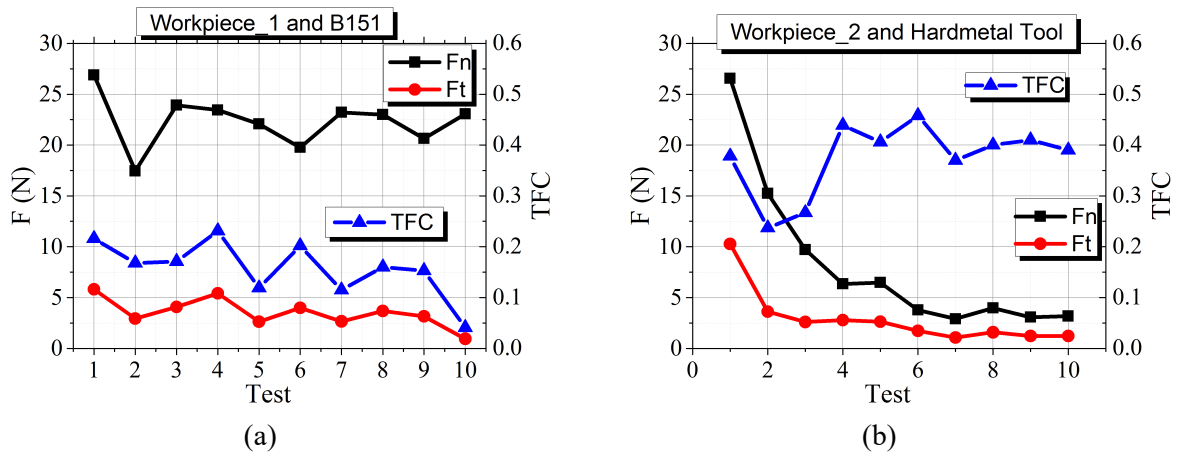 Workpiece_1 and B151
30
25
20
15
10
5
0
F (N)
0.6
0.5
0.4
0.3
0.2
0.1
0.0
TFC
Fn
Ft
TFC
1 2 3 4 5 6 7 8 9 10
Test
(a)
Workpiece_2 and Hardmetal Tool
30
25
20
15
10
5
0
F (N)
0.6
0.5
0.4
0.3
0.2
0.1
0.0
TFC
TFC
Fn
Ft
0 2 4 6 8 10
Test
(b)